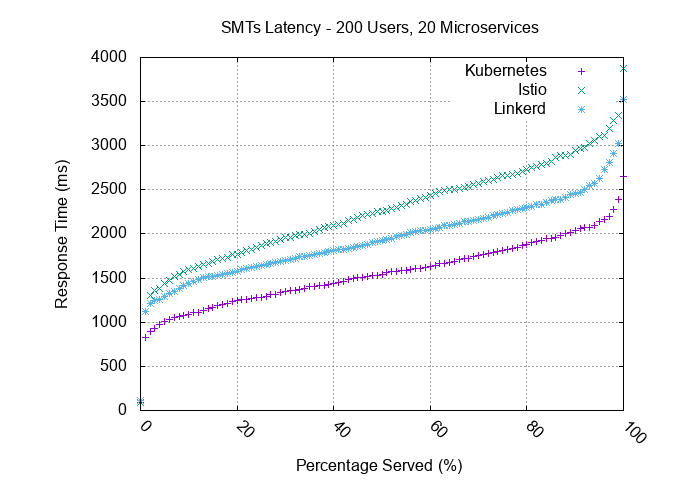 SMTs Latency - 200 Users, 20 Microservices
4000
3500
3000
2500
2000
1500
1000
500
0
Response Time (ms)
Kubernetes
Istio
Linkerd
0
20
40
60
80
100
Percentage Served (%)